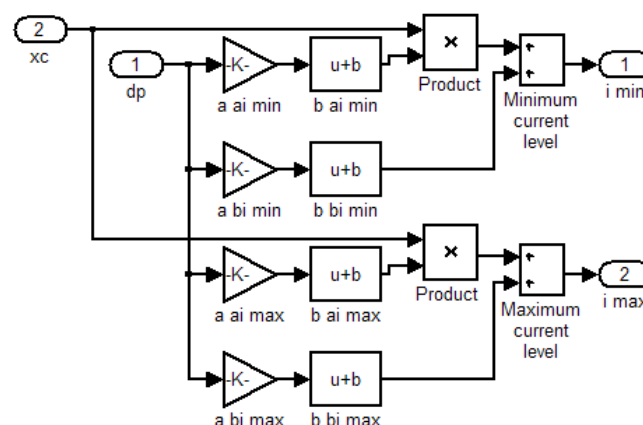 2
xc
1
dp
-K-
a ai min
u+b
b ai min
×
Product
+
+
Minimum
current
level
1
i min
-K-
a bi min
u+b
b bi min
-K-
a ai max
u+b
b ai max
×
Product
+
+
Maximum
current
level
2
i max
-K-
a bi max
u+b
b bi max